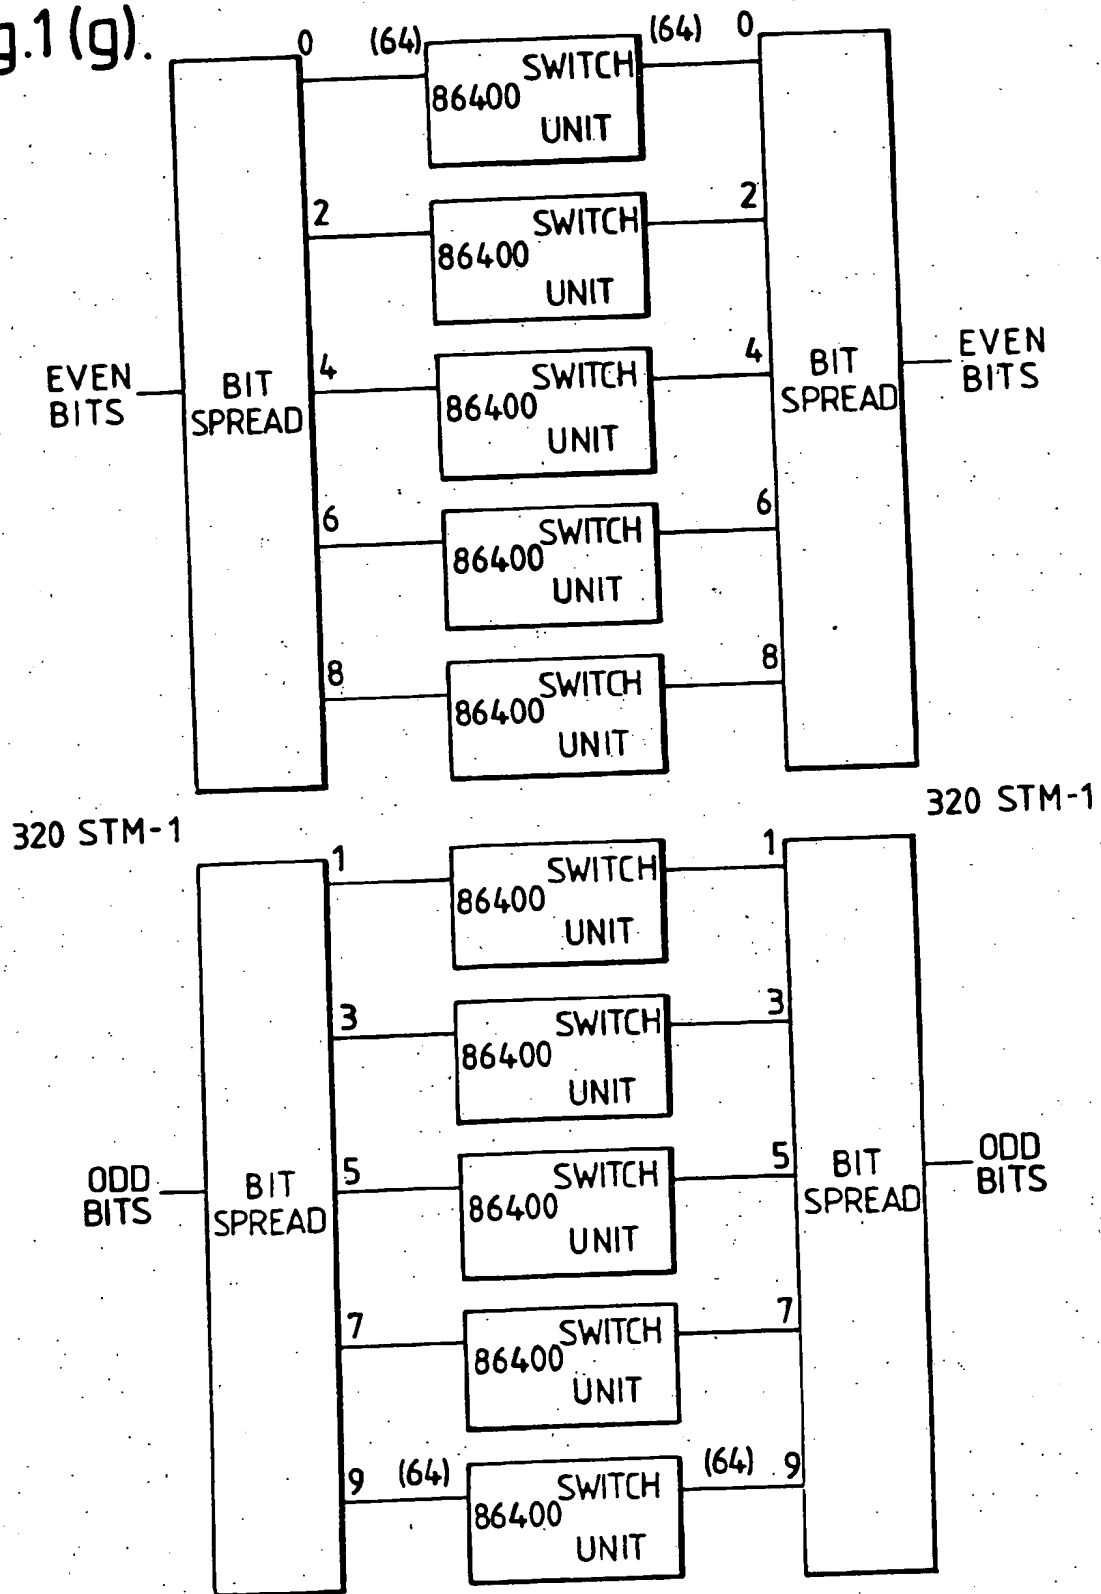 g.1(g).
0 (64) (64) 0
SWITCH
86400
UNIT
2 2
SWITCH
86400
UNIT
EVEN
BITS
BIT
SPREAD
4 4
SWITCH
86400
UNIT
BIT
SPREAD
EVEN
BITS
6 6
SWITCH
86400
UNIT
8 8
SWITCH
86400
UNIT
320 STM-1
320 STM-1
1 1
SWITCH
86400
UNIT
3 3
SWITCH
86400
UNIT
ODD
BITS
BIT
SPREAD
5 5
SWITCH
86400
UNIT
BIT
SPREAD
ODD
BITS
7 7
SWITCH
86400
UNIT
9 (64) (64) 9
SWITCH
86400
UNIT